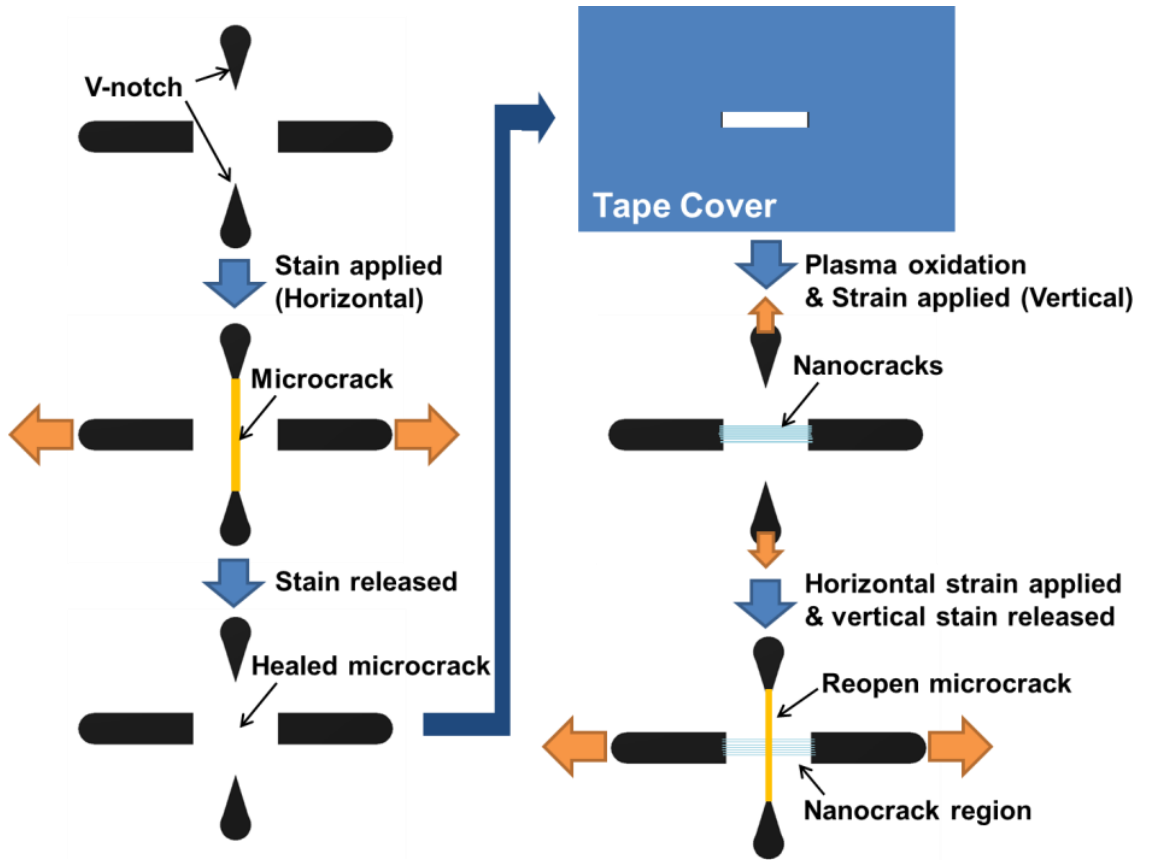 V-notch
Stain applied
(Horizontal)
Microcrack
Stain released
Healed microcrack
Tape Cover
Plasma oxidation
& Strain applied (Vertical)
Nanocracks
Horizontal strain applied
& vertical stain released
Reopen microcrack
Nanocrack region